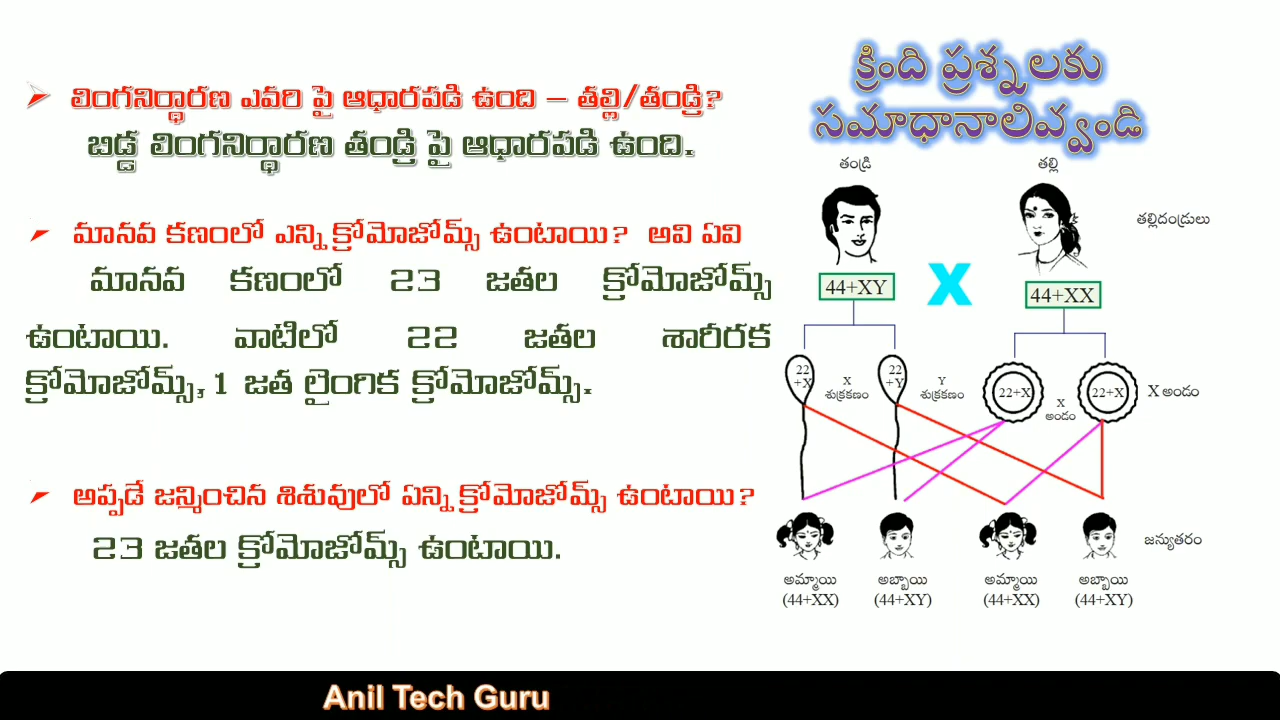 క్రింది ప్రశ్నలకు
సమాధానాలివ్వండి
లింగనిర్ధారణ ఎవరి పై ఆధారపడి ఉంది – తల్లి/తండ్రి?
బిడ్డ లింగనిర్ధారణ తండ్రి పై ఆధారపడి ఉంది.
మానవ కణంలో ఎన్ని క్రోమోజోమ్స్ ఉంటాయి? అవి ఏవి
మానవ కణంలో 23 జతల క్రోమోజోమ్స్
ఉంటాయి. వాటిలో 22 జతల శారీరక
క్రోమోజోమ్స్, 1 జత లైంగిక క్రోమోజోమ్స్.
అప్పడే జన్మించిన శిశువులో ఏన్ని క్రోమోజోమ్స్ ఉంటాయి?
23 జతల క్రోమోజోమ్స్ ఉంటాయి.
తండ్రి తల్లి
తల్లిదండ్రులు
44+XY X 44+XX
22 +X
X శుక్రకణం
22 +Y
Y శుక్రకణం
22+X
X అండం
22+X
X అండం
జన్యుతరం
అమ్మాయి అబ్బాయి అమ్మాయి అబ్బాయి
(44+XX) (44+XY) (44+XX) (44+XY)
Anil Tech Guru